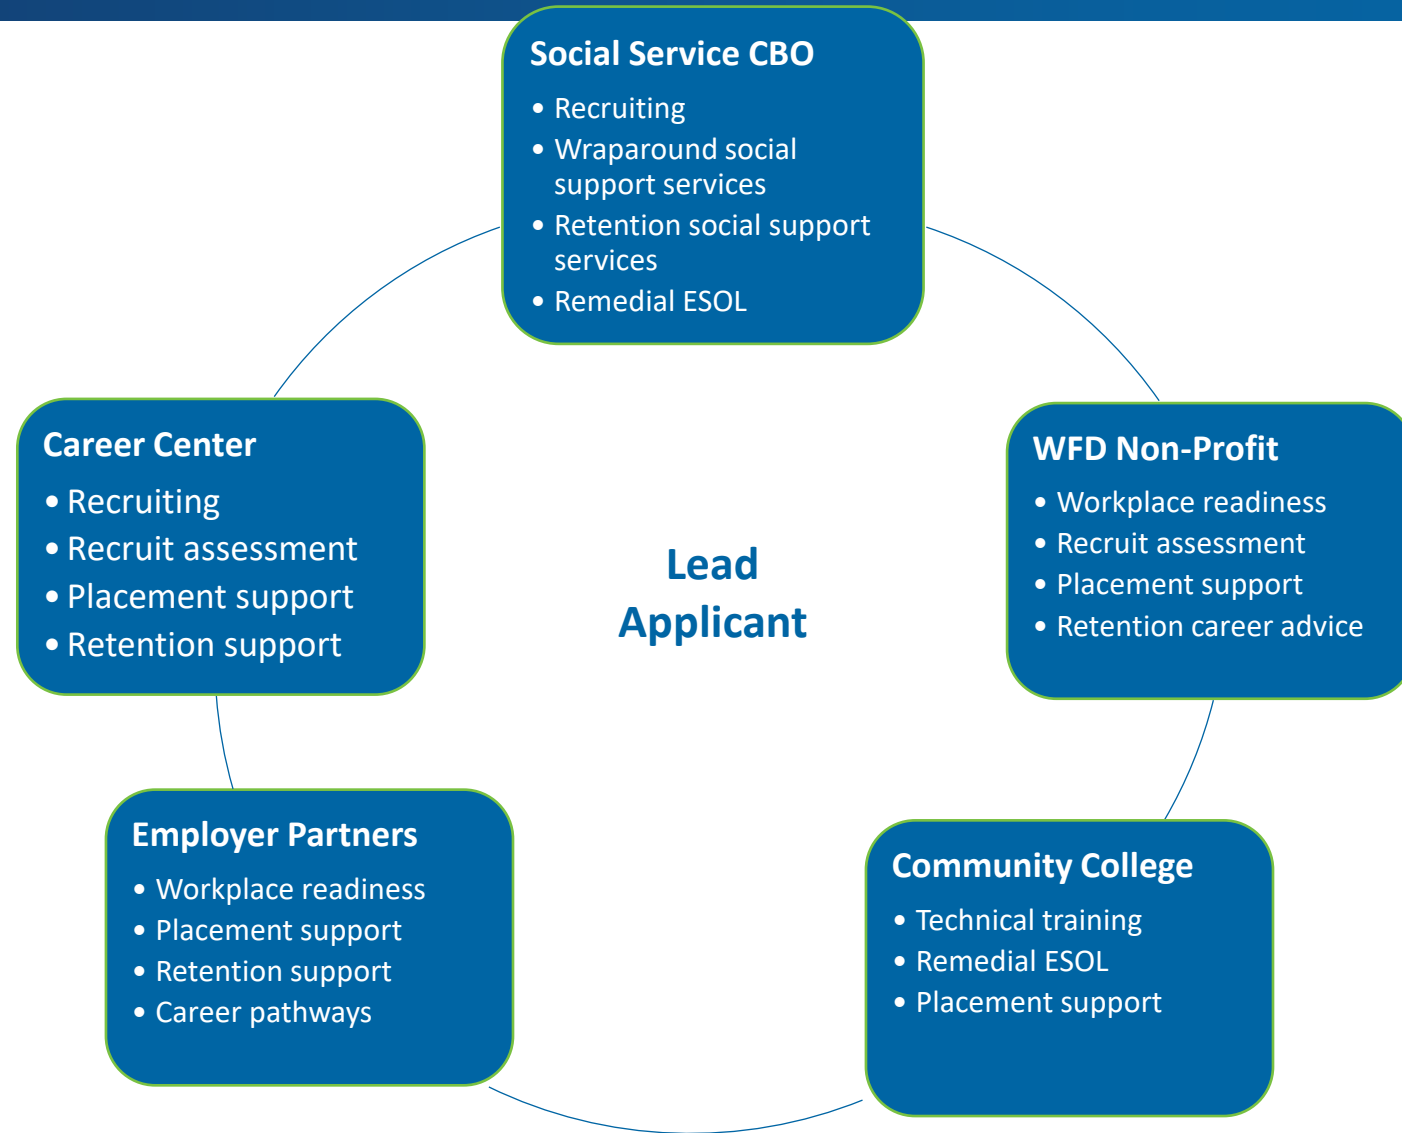 Social Service CBO
• Recruiting
• Wraparound social
support services
• Retention social support
services
• Remedial ESOL
Career Center
• Recruiting
• Recruit assessment
• Placement support
• Retention support
Lead
Applicant
WFD Non-Profit
• Workplace readiness
• Recruit assessment
• Placement support
• Retention career advice
Employer Partners
• Workplace readiness
• Placement support
• Retention support
• Career pathways
Community College
• Technical training
• Remedial ESOL
• Placement support